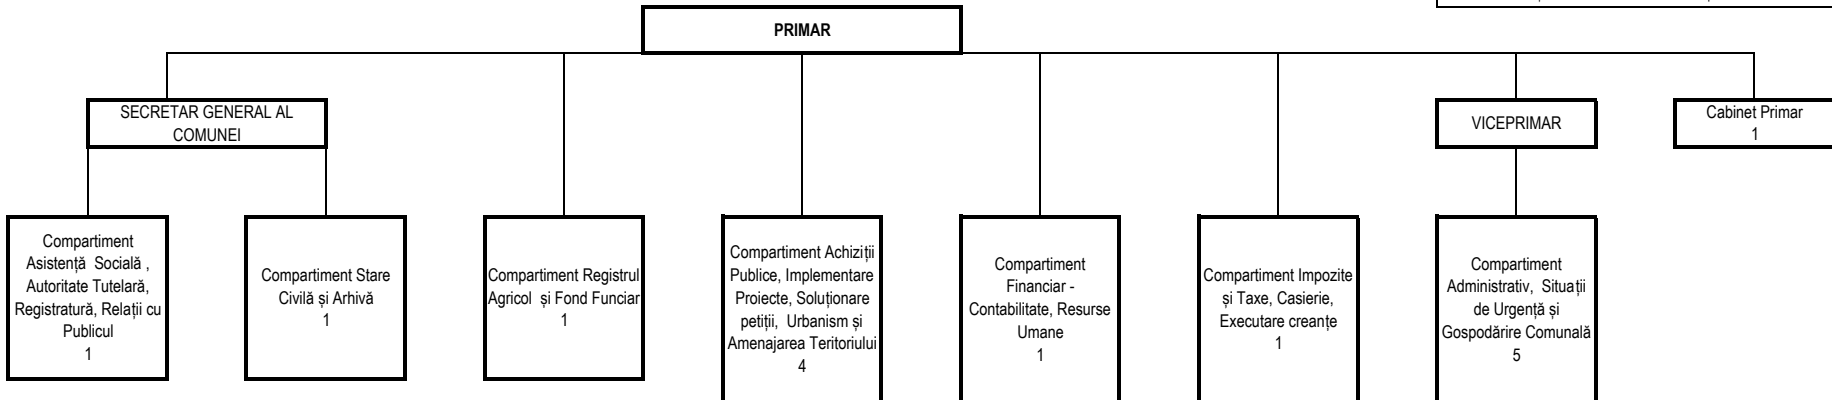 PRIMAR
SECRETAR GENERAL AL
COMUNEI
VICEPRIMAR
Cabinet Primar
1
Compartiment
Asistență Socială ,
Autoritate Tutelară,
Registratură, Relații cu
Publicul
1
Compartiment Stare
Civilă și Arhivă
1
Compartiment Registrul
Agricol și Fond Funciar
1
Compartiment Achiziții
Publice, Implementare
Proiecte, Soluționare
petiții, Urbanism și
Amenajarea Teritoriului
4
Compartiment
Financiar -
Contabilitate, Resurse
Umane
1
Compartiment Impozite
și Taxe, Casierie,
Executare creanțe
1
Compartiment
Administrativ, Situații
de Urgență și
Gospodărire Comunală
5